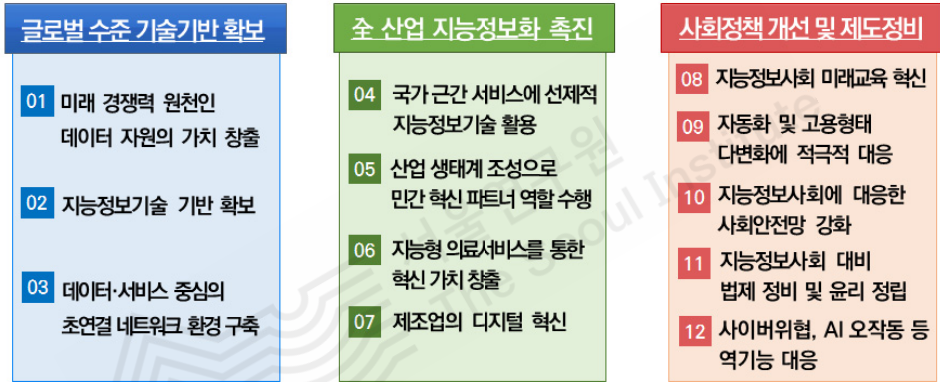 글로벌 수준 기술기반 확보
01 미래 경쟁력 원천인
데이터 자원의 가치 창출
02 지능정보기술 기반 확보
03 데이터·서비스 중심의
초연결 네트워크 환경 구축
全 산업 지능정보화 촉진
04 국가 근간 서비스에 선제적
지능정보기술 활용
05 산업 생태계 조성으로
민간 혁신 파트너 역할 수행
06 지능형 의료서비스를 통한
혁신 가치 창출
07 제조업의 디지털 혁신
사회정책 개선 및 제도정비
08 지능정보사회 미래교육 혁신
09 자동화 및 고용형태
다변화에 적극적 대응
10 지능정보사회에 대응한
사회안전망 강화
11 지능정보사회 대비
법제 정비 및 윤리 정립
12 사이버위협, AI 오작동 등
역기능 대응
서울연구원
The Seoul Institute